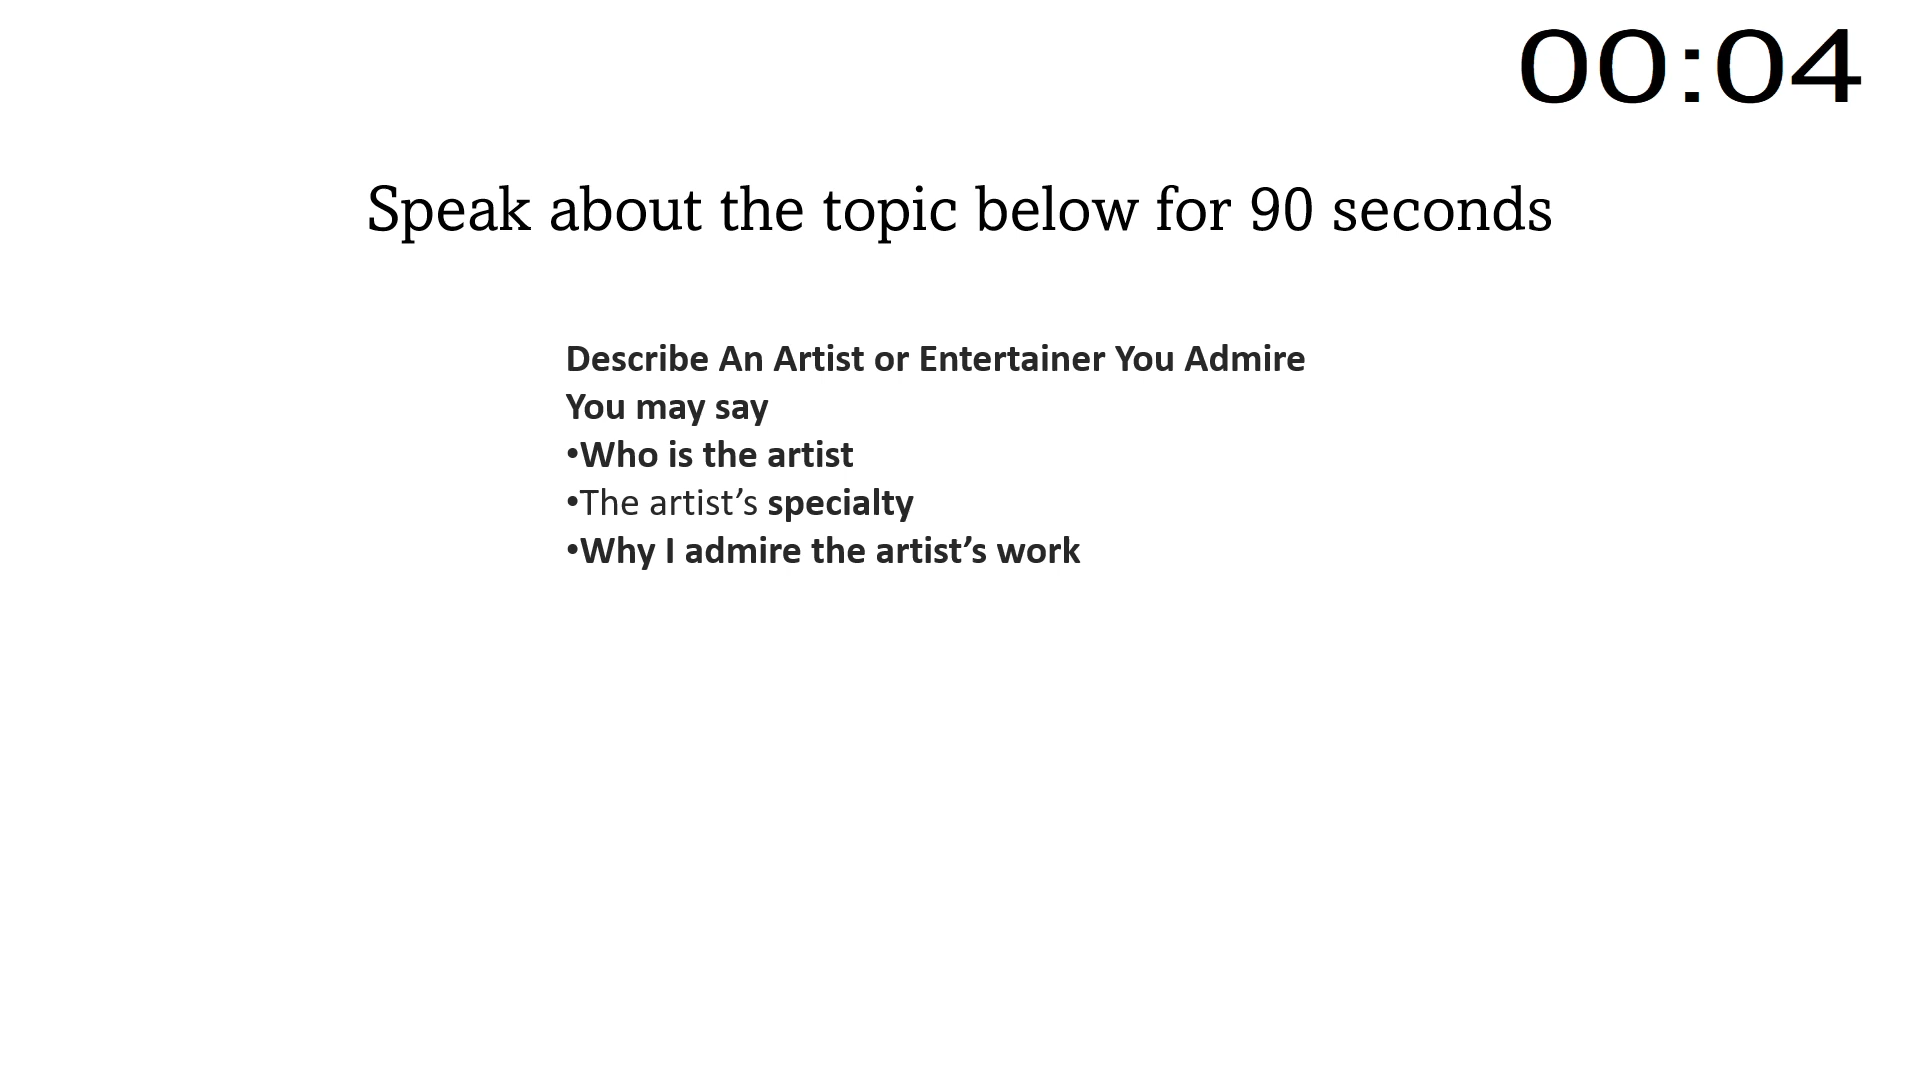 00:04
Speak about the topic below for 90 seconds
Describe An Artist or Entertainer You Admire
You may say
•Who is the artist
•The artist’s specialty
•Why I admire the artist’s work